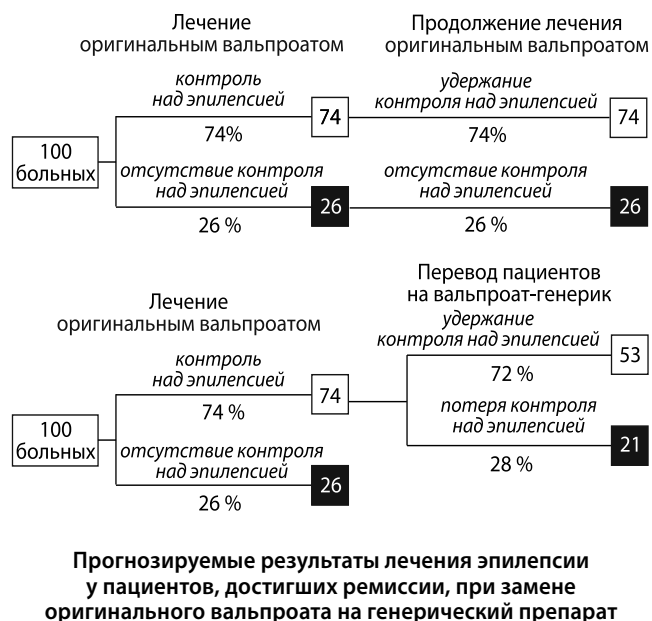 Лечение
оригинальным вальпроатом
Продолжение лечения
оригинальным вальпроатом
контроль
над эпилепсией
74
74%
удержание
контроля над эпилепсией
74
74%
100
больных
отсутствие контроля
над эпилепсией
26
26 %
отсутствие контроля
над эпилепсией
26
26 %
Лечение
оригинальным вальпроатом
Перевод пациентов
на вальпроат-генерик
контроль
над эпилепсией
74
74 %
удержание
контроля над эпилепсией
53
72 %
потеря контроля
над эпилепсией
21
28 %
100
больных
отсутствие контроля
над эпилепсией
26
26 %
Прогнозируемые результаты лечения эпилепсии
у пациентов, достигших ремиссии, при замене
оригинального вальпроата на генерический препарат